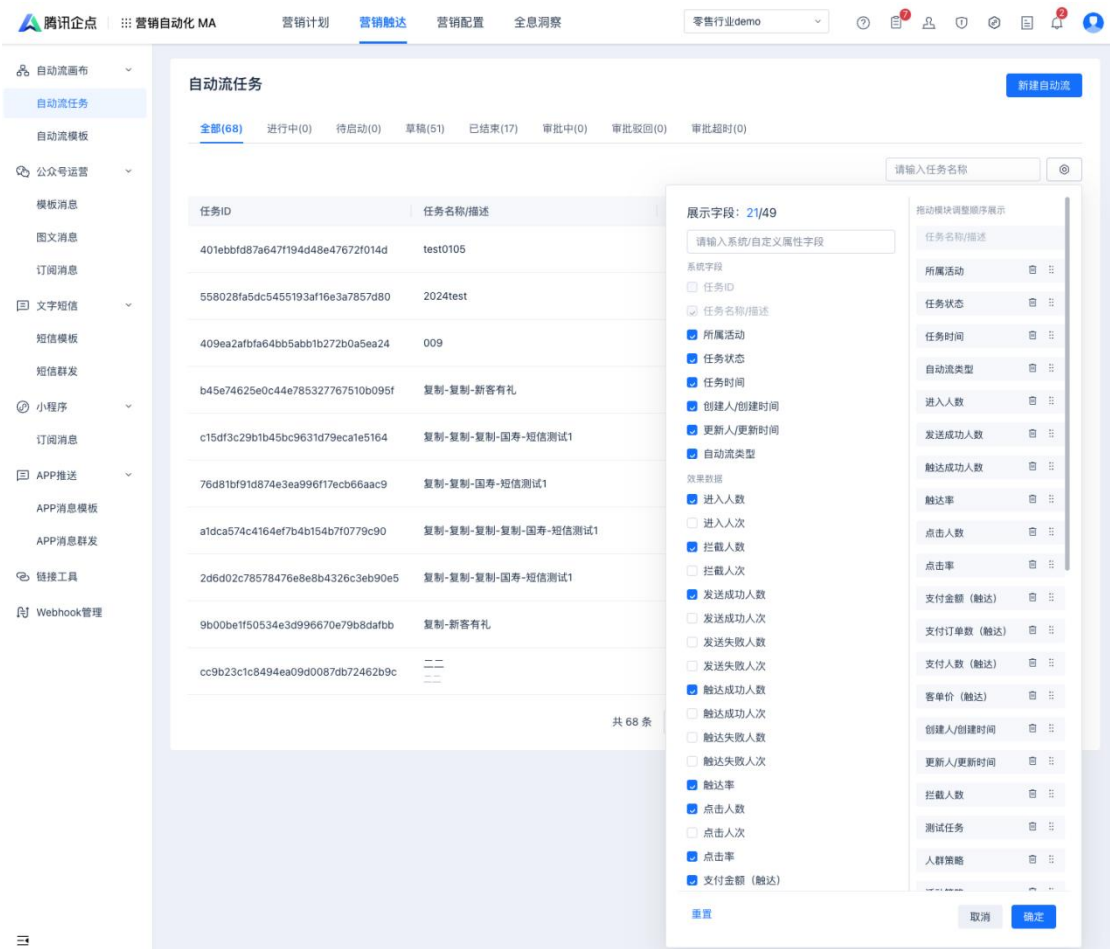 腾讯企点 营销自动化 MA 营销计划 营销触达 营销配置 全息洞察 零售行业demo 7 2
自动流画布
自动流任务
自动流模板
公众号运营
模板消息
图文消息
订阅消息
文字短信
短信模板
短信群发
小程序
订阅消息
APP推送
APP消息模板
APP消息群发
链接工具
Webhook管理
自动流任务 新建自动流
全部(68) 进行中(0) 待启动(0) 草稿(51) 已结束(17) 审批中(0) 审批驳回(0) 审批超时(0)
请输入任务名称
任务ID 任务名称/描述
401ebbfd87a647f194d48e47672f014d test0105
558028fa5dc5455193af16e3a7857d80 2024test
409ea2afbfa64bb5abb1b272b0a5ea24 009
b45e74625e0c44e785327767510b095f 复制-复制-新客有礼
c15df3c29b1b45bc9631d79eca1e5164 复制-复制-复制-国寿-短信测试1
76d81bf91d874e3ea996f17ecb66aac9 复制-复制-国寿-短信测试1
a1dca574c4164ef7b4b154b7f0779c90 复制-复制-复制-复制-国寿-短信测试1
2d6d02c78578476e8e8b4326c3eb90e5 复制-复制-复制-国寿-短信测试1
9b00be1f50534e3d996670e79b8dafbb 复制-新客有礼
cc9b23c1c8494ea09d0087db72462b9c 二二
二二
共 68 条
展示字段：21/49
请输入系统/自定义属性字段
系统字段
任务ID
任务名称/描述
所属活动
任务状态
任务时间
创建人/创建时间
更新人/更新时间
自动流类型
效果数据
进入人数
进入人次
拦截人数
拦截人次
发送成功人数
发送成功人次
发送失败人数
发送失败人次
触达成功人数
触达成功人次
触达失败人数
触达失败人次
触达率
点击人数
点击人次
点击率
支付金额（触达）
拖动模块调整顺序展示
任务名称/描述
所属活动
任务状态
任务时间
自动流类型
进入人数
发送成功人数
触达成功人数
触达率
点击人数
点击率
支付金额（触达）
支付订单数（触达）
支付人数（触达）
客单价（触达）
创建人/创建时间
更新人/更新时间
拦截人数
测试任务
人群策略
重置 取消 确定